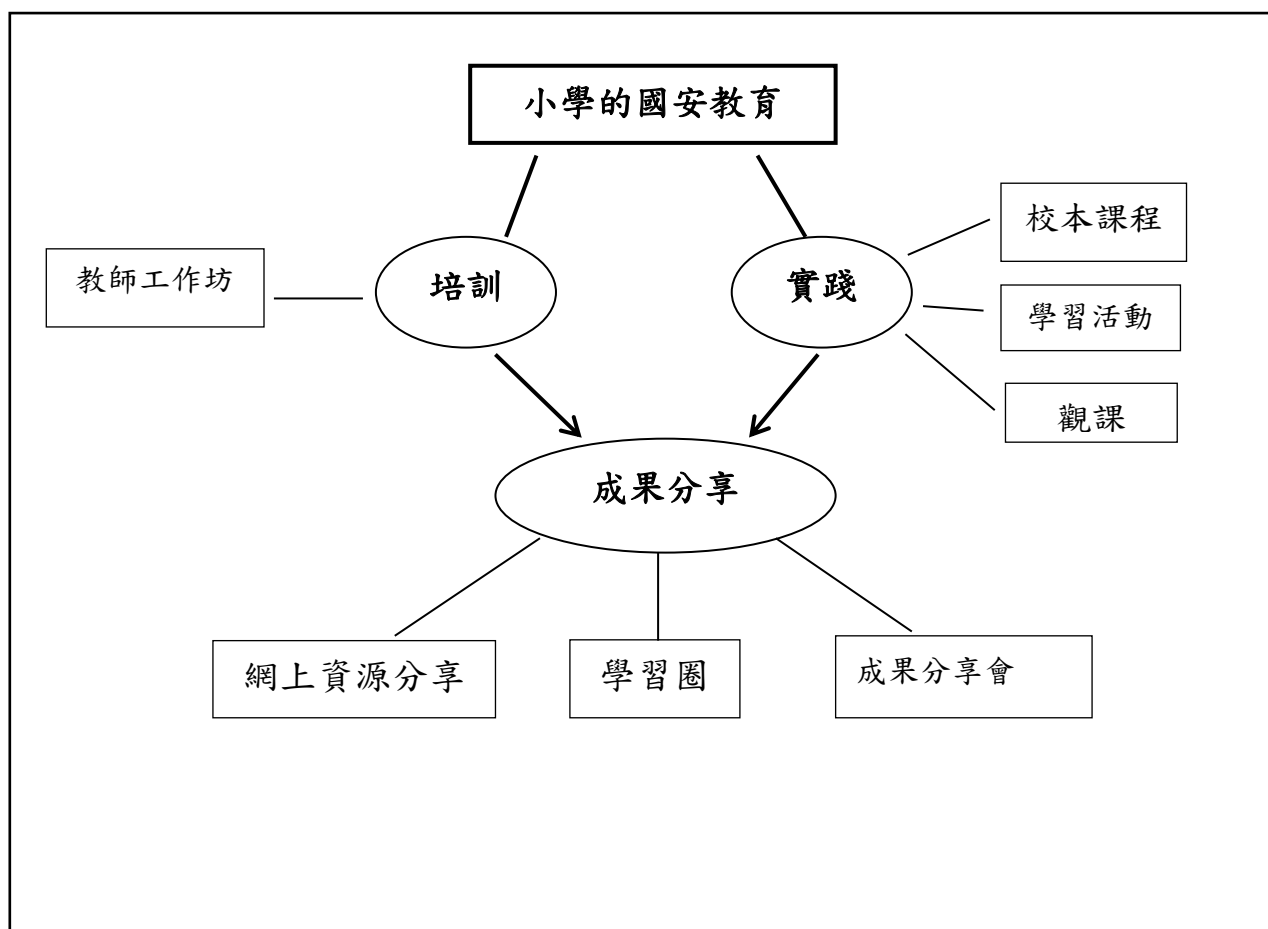 小學的國安教育
校本課程
教師工作坊
培訓
實踐
學習活動
觀課
成果分享
網上資源分享
學習圈
成果分享會